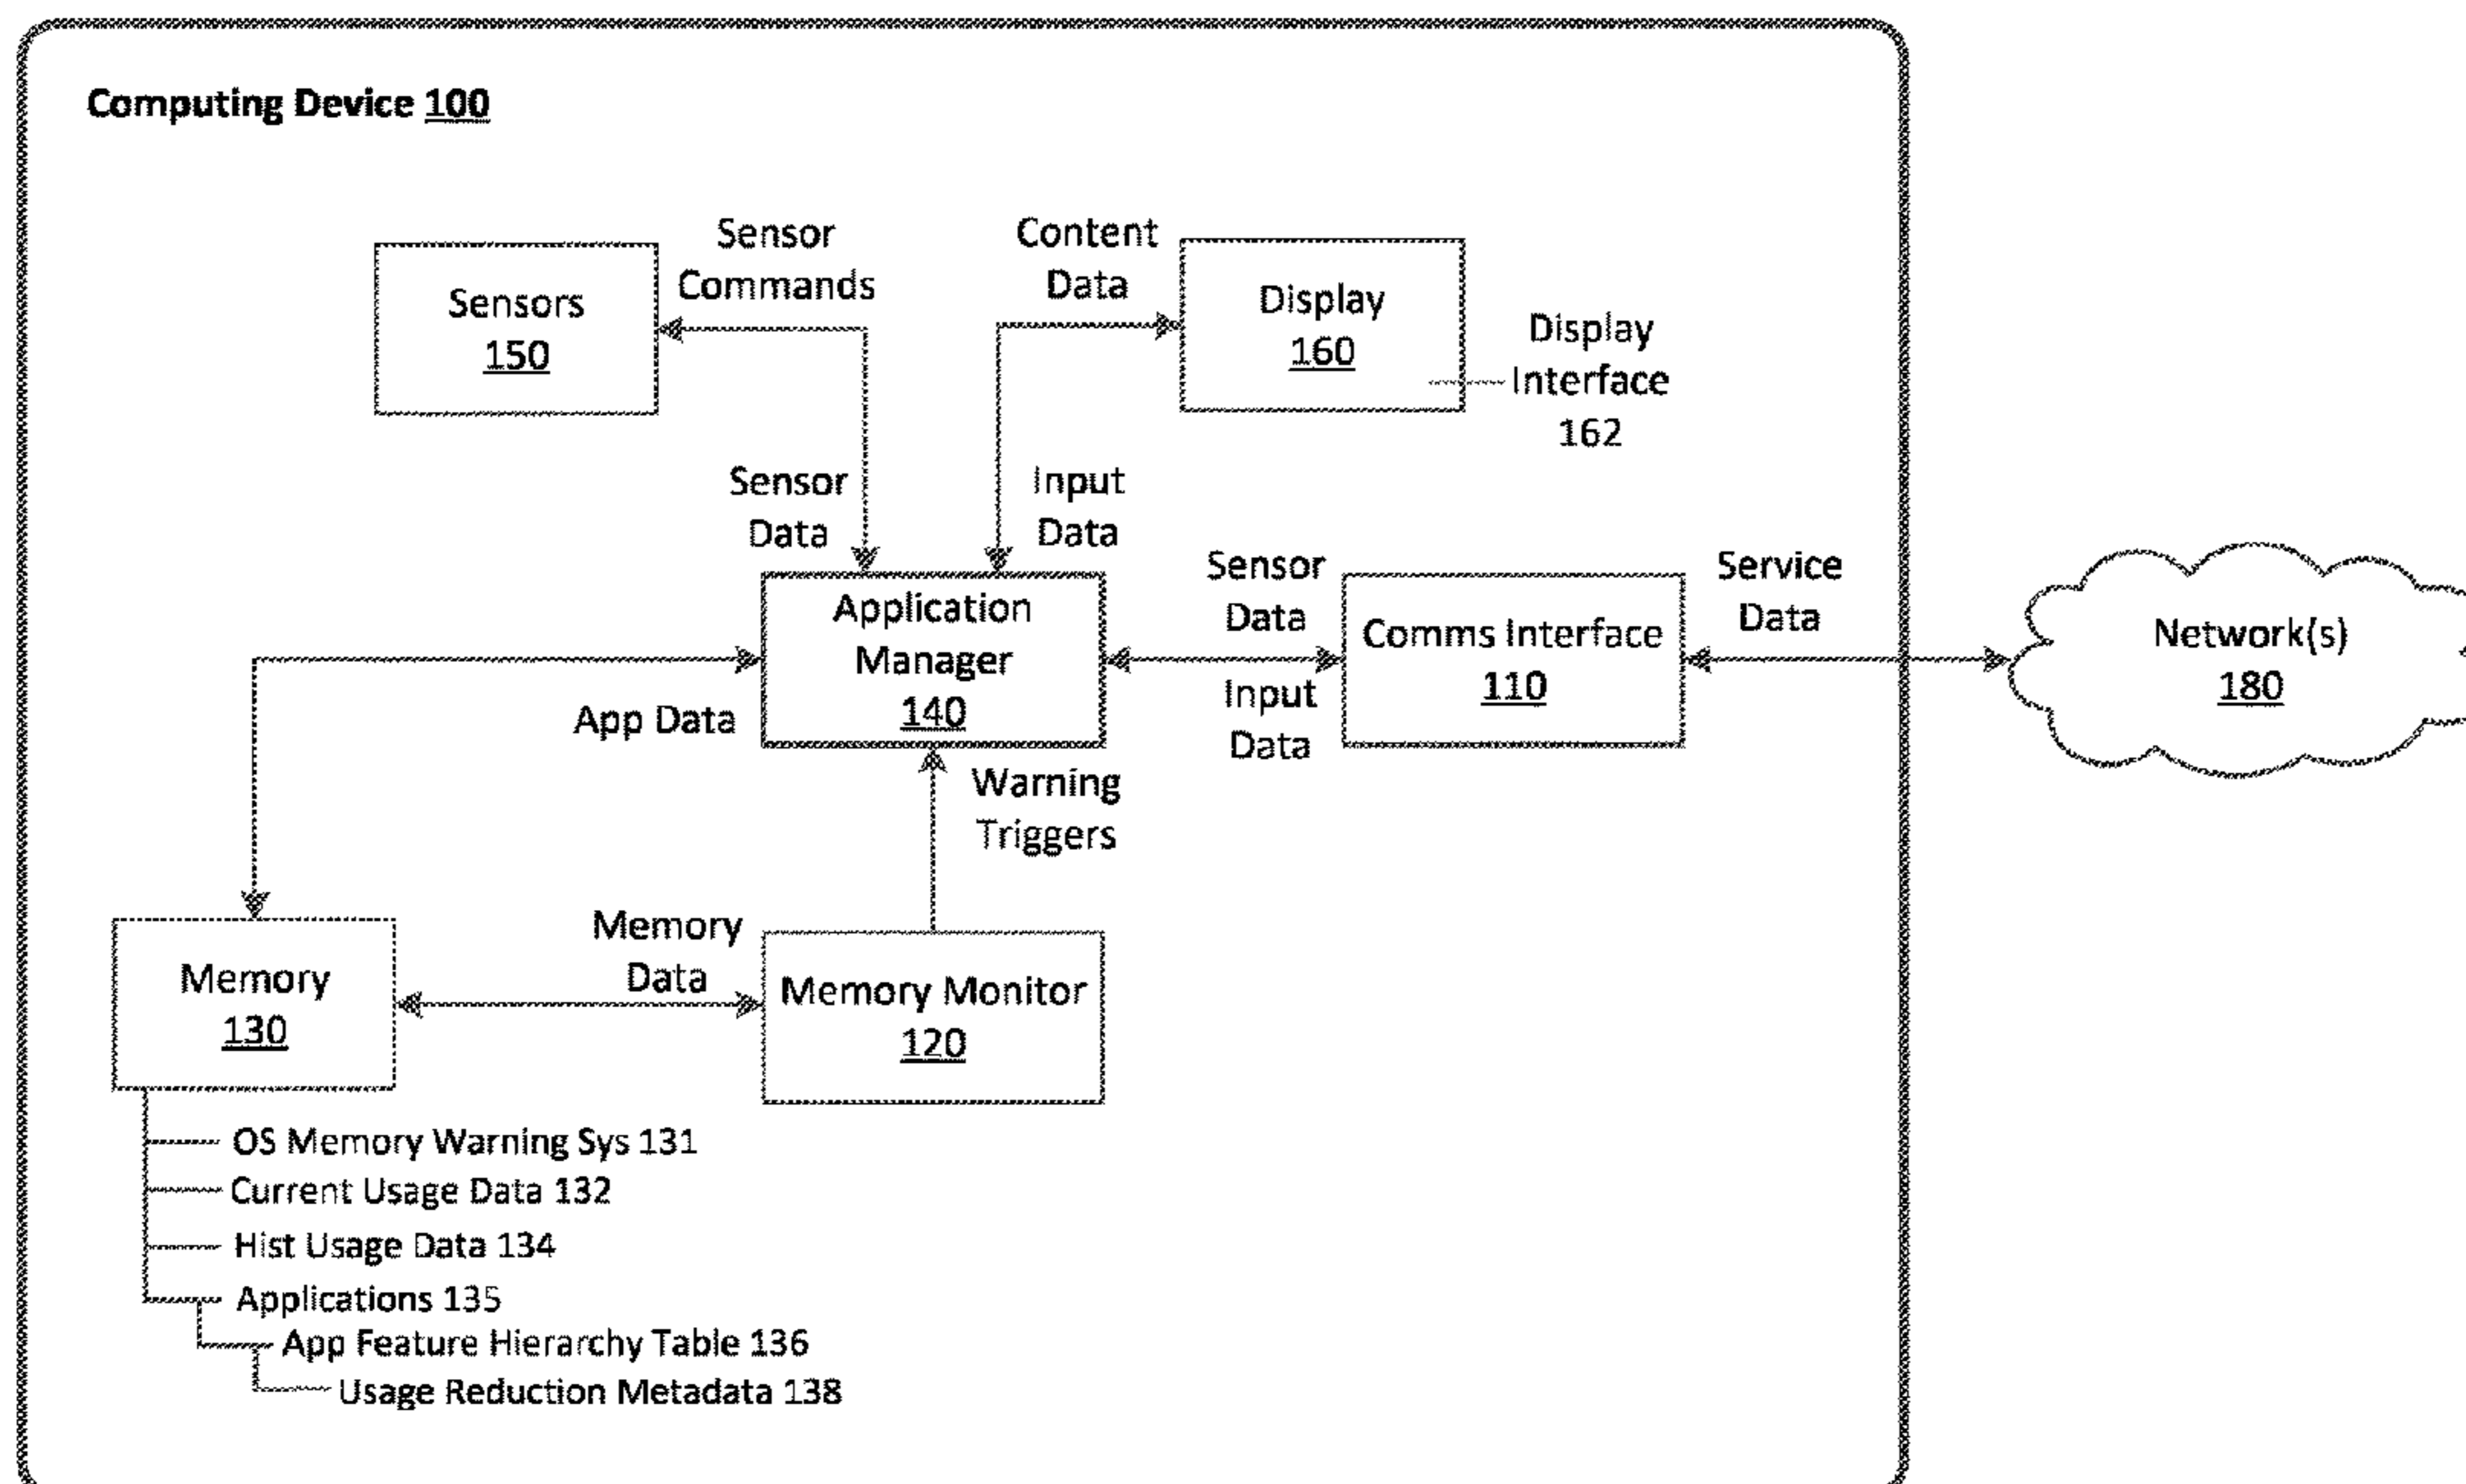 Computing Device 100
Sensor
Commands
Content
Data
Sensors
150
Display
160
Display
Interface
162
Sensor
Data
Input
Data
Application
Manager
140
Sensor
Data
Input
Data
Comms Interface
110
Service
Data
Network(s)
180
App Data
Warning
Triggers
Memory
130
Memory
Data
Memory Monitor
120
OS Memory Warning Sys 131
Current Usage Data 132
Hist Usage Data 134
Applications 135
App Feature Hierarchy Table 136
Usage Reduction Metadata 138